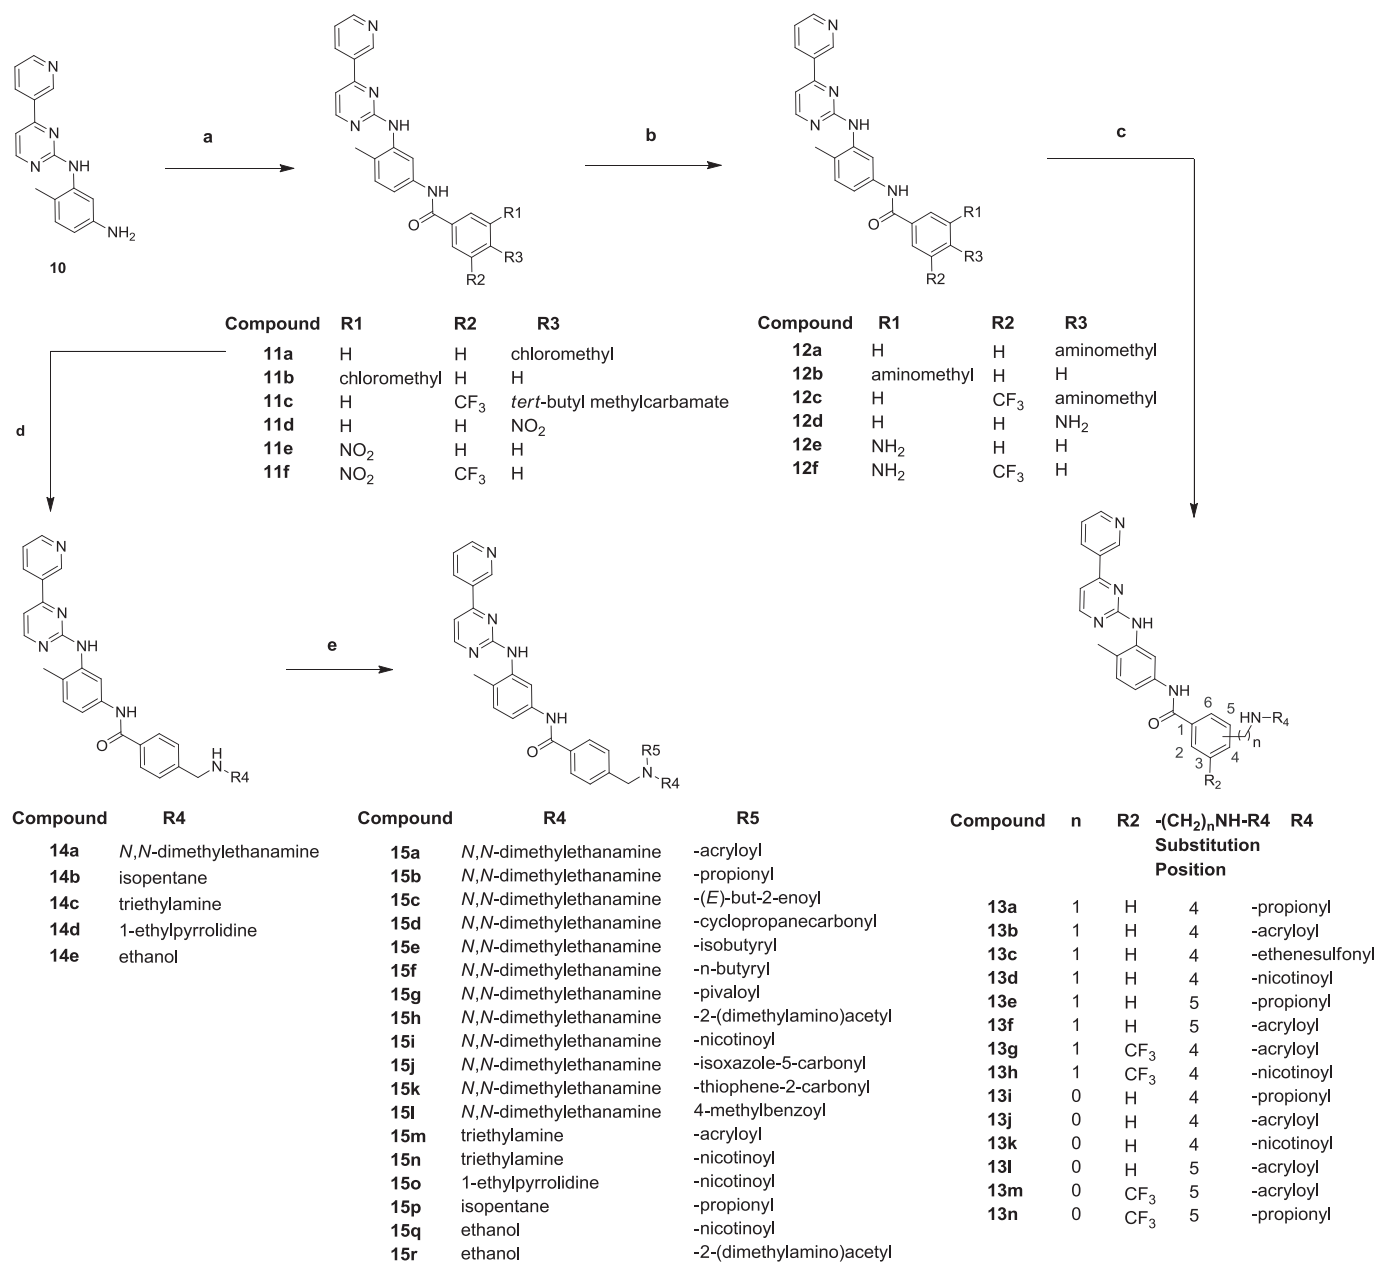 a
b
c
10
Compound R1 R2 R3
11a H H chloromethyl
11b chloromethyl H H
11c H CF3 tert-butyl methylcarbamate
11d H H NO2
11e NO2 H H
11f NO2 CF3 H
Compound R1 R2 R3
12a H H aminomethyl
12b aminomethyl H H
12c H CF3 aminomethyl
12d H H NH2
12e NH2 H H
12f NH2 CF3 H
d
e
N
N
N
NH
NH2
N
N
N
NH
NH
O
R1
R3
R2
N
N
N
NH
NH
O
R1
R3
R2
N
N
N
NH
NH
O
H
N
R4
N
N
N
NH
NH
O
R5
N
R4
N
N
N
NH
NH
O
6
5
HN-R4
( )n
1
2
3
4
R2
Compound R4
14a N,N-dimethylethanamine
14b isopentane
14c triethylamine
14d 1-ethylpyrrolidine
14e ethanol
Compound R4 R5
15a N,N-dimethylethanamine -acryloyl
15b N,N-dimethylethanamine -propionyl
15c N,N-dimethylethanamine -(E)-but-2-enoyl
15d N,N-dimethylethanamine -cyclopropanecarbonyl
15e N,N-dimethylethanamine -isobutyryl
15f N,N-dimethylethanamine -n-butyryl
15g N,N-dimethylethanamine -pivaloyl
15h N,N-dimethylethanamine -2-(dimethylamino)acetyl
15i N,N-dimethylethanamine -nicotinoyl
15j N,N-dimethylethanamine -isoxazole-5-carbonyl
15k N,N-dimethylethanamine -thiophene-2-carbonyl
15l N,N-dimethylethanamine 4-methylbenzoyl
15m triethylamine -acryloyl
15n triethylamine -nicotinoyl
15o 1-ethylpyrrolidine -nicotinoyl
15p isopentane -propionyl
15q ethanol -nicotinoyl
15r ethanol -2-(dimethylamino)acetyl
Compound n R2 -(CH2)nNH-R4 R4
Substitution
Position
13a 1 H 4 -propionyl
13b 1 H 4 -acryloyl
13c 1 H 4 -ethenesulfonyl
13d 1 H 4 -nicotinoyl
13e 1 H 5 -propionyl
13f 1 H 5 -acryloyl
13g 1 CF3 4 -acryloyl
13h 1 CF3 4 -nicotinoyl
13i 0 H 4 -propionyl
13j 0 H 4 -acryloyl
13k 0 H 4 -nicotinoyl
13l 0 H 5 -acryloyl
13m 0 CF3 5 -acryloyl
13n 0 CF3 5 -propionyl